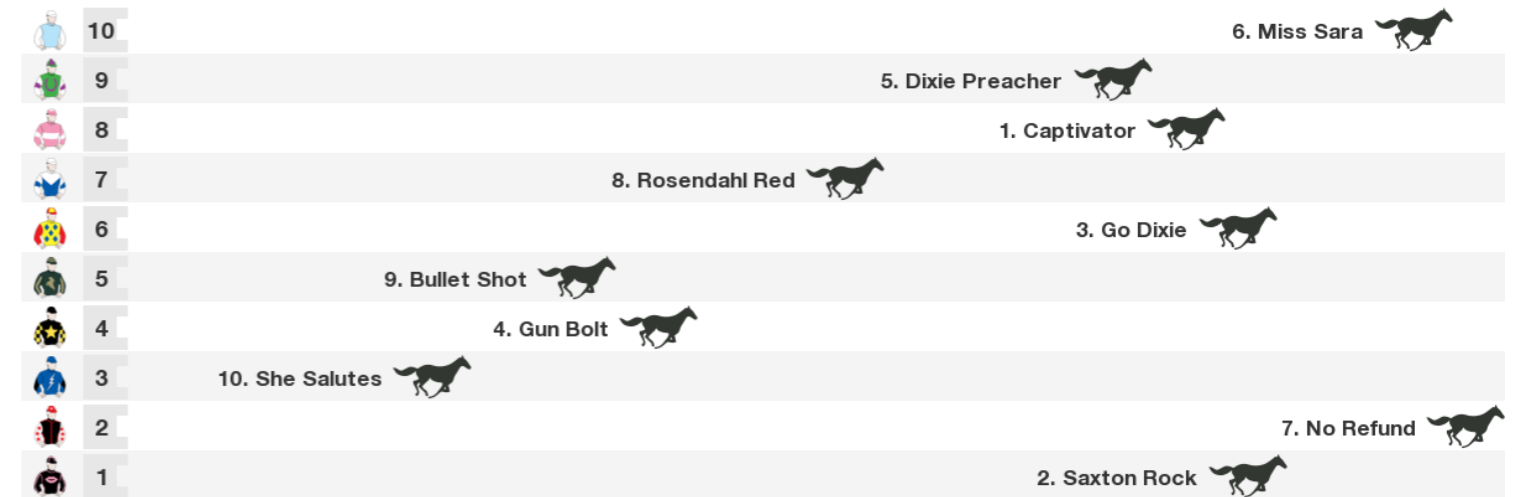 10 6. Miss Sara
9 5. Dixie Preacher
8 1. Captivator
7 8. Rosendahl Red
6 3. Go Dixie
5 9. Bullet Shot
4 4. Gun Bolt
3 10. She Salutes
2 7. No Refund
1 2. Saxton Rock